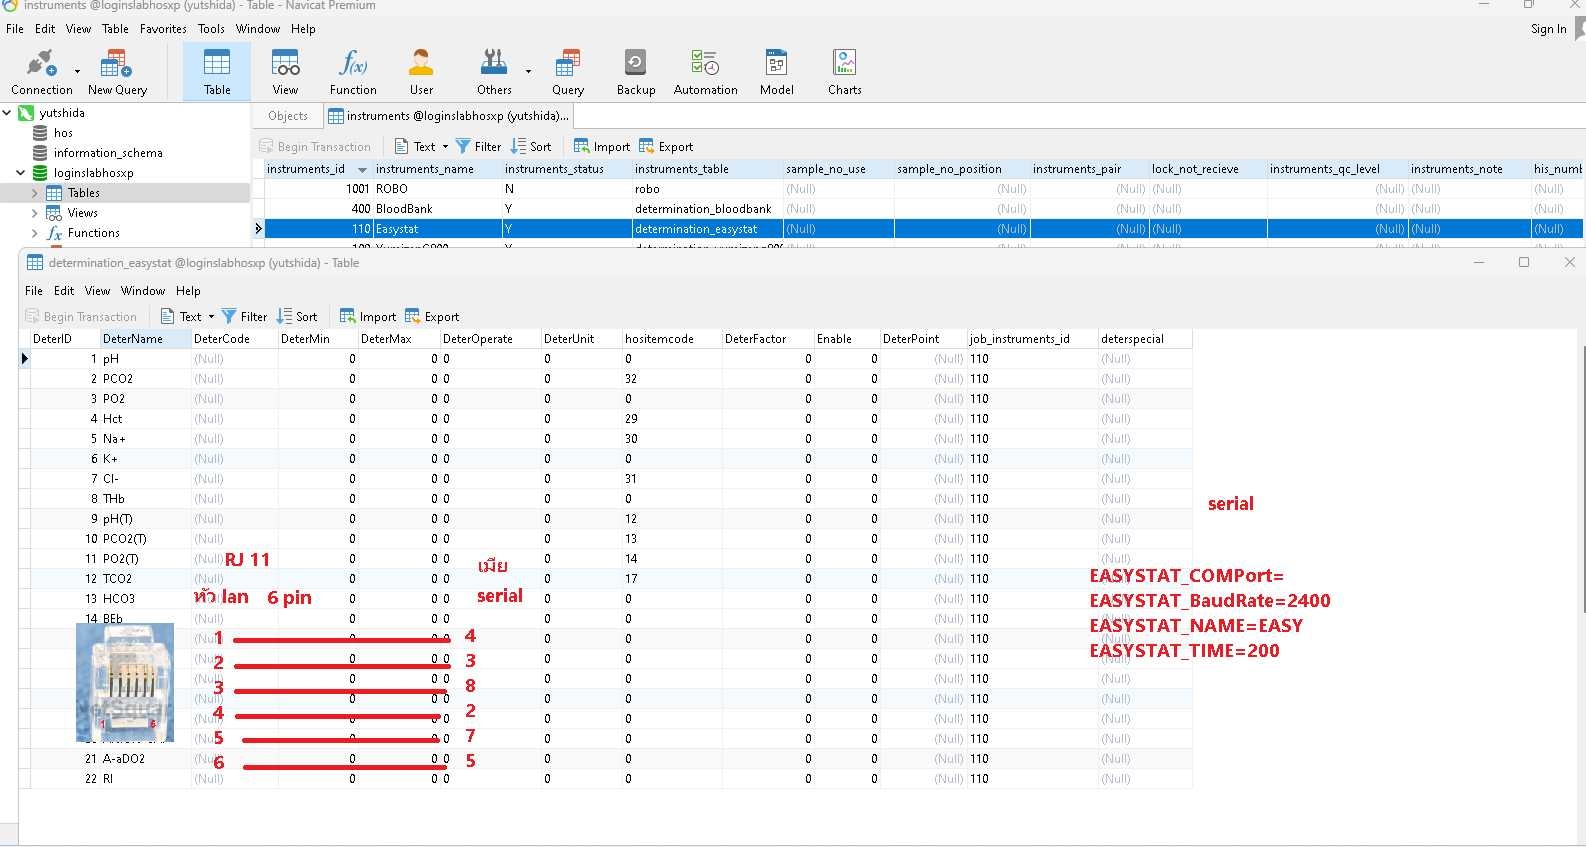 instruments @loginslabhosxp (yutshida) - Table - Navicat Premium
File Edit View Table Favorites Tools Window Help
Sign In
Connection New Query Table View Function User Others Query Backup Automation Model Charts
yutshida
hos
information_schema
loginslabhosxp
Tables
Views
Functions
Objects instruments @loginslabhosxp (yutshida)...
Begin Transaction Text Filter Sort Import Export
instruments_id instruments_name instruments_status instruments_table sample_no_use sample_no_position instruments_pair lock_not_recieve instruments_qc_level instruments_note his_numb
1001 ROBO N robo (Null) (Null) (Null) (Null) (Null) (Null) (Null)
400 BloodBank Y determination_bloodbank (Null) (Null) (Null) (Null) (Null) (Null) (Null)
110 Easystat Y determination_easystat (Null) (Null) (Null) (Null) (Null) (Null) (Null)
determination_easystat @loginslabhosxp (yutshida) - Table
File Edit View Window Help
Begin Transaction Text Filter Sort Import Export
DeterID DeterName DeterCode DeterMin DeterMax DeterOperate DeterUnit hositemcode DeterFactor Enable DeterPoint job_instruments_id deterspecial
1 pH (Null) 0 0 0 0 0 0 0 (Null) 110 (Null)
2 PCO2 (Null) 0 0 0 0 32 0 0 (Null) 110 (Null)
3 PO2 (Null) 0 0 0 0 0 0 0 (Null) 110 (Null)
4 Hct (Null) 0 0 0 0 29 0 0 (Null) 110 (Null)
5 Na+ (Null) 0 0 0 0 30 0 0 (Null) 110 (Null)
6 K+ (Null) 0 0 0 0 0 0 0 (Null) 110 (Null)
7 Cl- (Null) 0 0 0 0 31 0 0 (Null) 110 (Null)
8 THb (Null) 0 0 0 0 0 0 0 (Null) 110 (Null)
9 pH(T) (Null) 0 0 0 0 12 0 0 (Null) 110 (Null)
10 PCO2(T) (Null) 0 0 0 0 13 0 0 (Null) 110 (Null)
11 PO2(T) (Null) 0 0 0 0 14 0 0 (Null) 110 (Null)
12 TCO2 (Null) 0 0 0 0 17 0 0 (Null) 110 (Null)
13 HCO3 (Null) 0 0 0 0 0 0 0 (Null) 110 (Null)
14 BEb (Null) 0 0 0 0 0 0 0 (Null) 110 (Null)
(Null) 0 0 0 0 0 0 0 (Null) 110 (Null)
(Null) 0 0 0 0 0 0 0 (Null) 110 (Null)
(Null) 0 0 0 0 0 0 0 (Null) 110 (Null)
(Null) 0 0 0 0 0 0 0 (Null) 110 (Null)
(Null) 0 0 0 0 0 0 0 (Null) 110 (Null)
(Null) 0 0 0 0 0 0 0 (Null) 110 (Null)
21 A-aDO2 (Null) 0 0 0 0 0 0 0 (Null) 110 (Null)
22 RI (Null) 0 0 0 0 0 0 0 (Null) 110 (Null)
RJ 11
หัว lan 6 pin
เมีย
serial
1 4
2 3
3 8
4 2
5 7
6 5
1 6
serial
EASYSTAT_COMPort=
EASYSTAT_BaudRate=2400
EASYSTAT_NAME=EASY
EASYSTAT_TIME=200